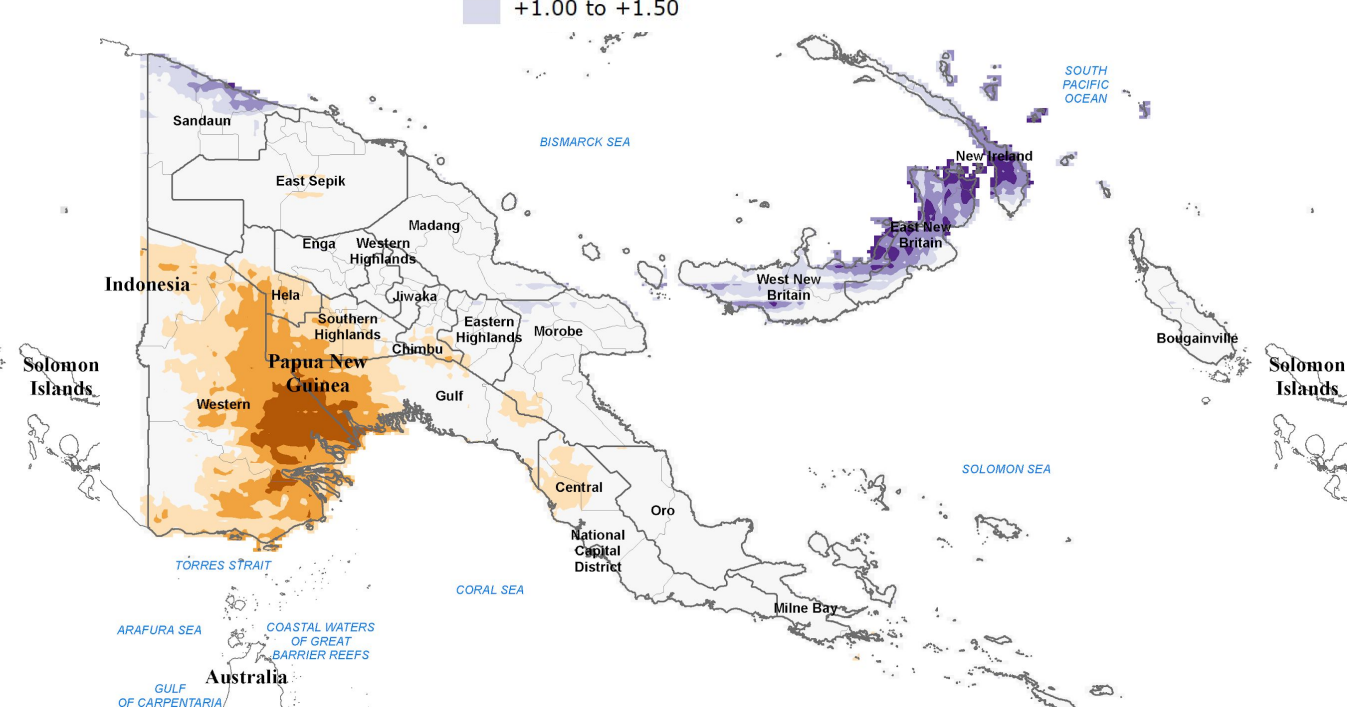 +1.00 to +1.50
SOUTH
PACIFIC
OCEAN
Sandaun
BISMARCK SEA
New Ireland
East Sepik
Madang
East New
Britain
Enga
Western
Highlands
Indonesia
Hela
Jiwaka
West New
Britain
Southern
Highlands
Eastern
Highlands
Morobe
Bougainville
Chimbu
Solomon
Islands
Papua New
Guinea
Solomon
Islands
Western
Gulf
SOLOMON SEA
Central
Oro
National
Capital
District
TORRES STRAIT
CORAL SEA
Milne Bay
ARAFURA SEA
COASTAL WATERS
OF GREAT
BARRIER REEFS
Australia
GULF
OF CARPENTARIA